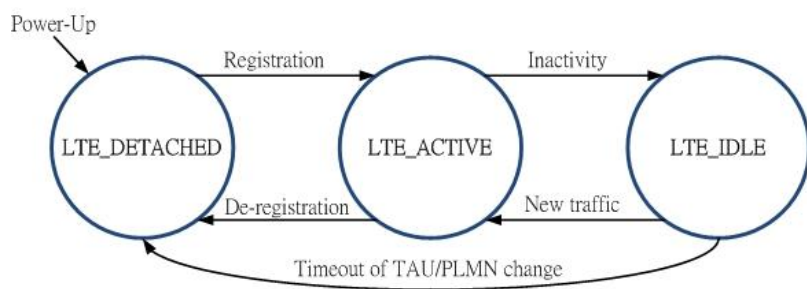 Power-Up
Registration
Inactivity
LTE_DETACHED
LTE_ACTIVE
LTE_IDLE
De-registration
New traffic
Timeout of TAU/PLMN change